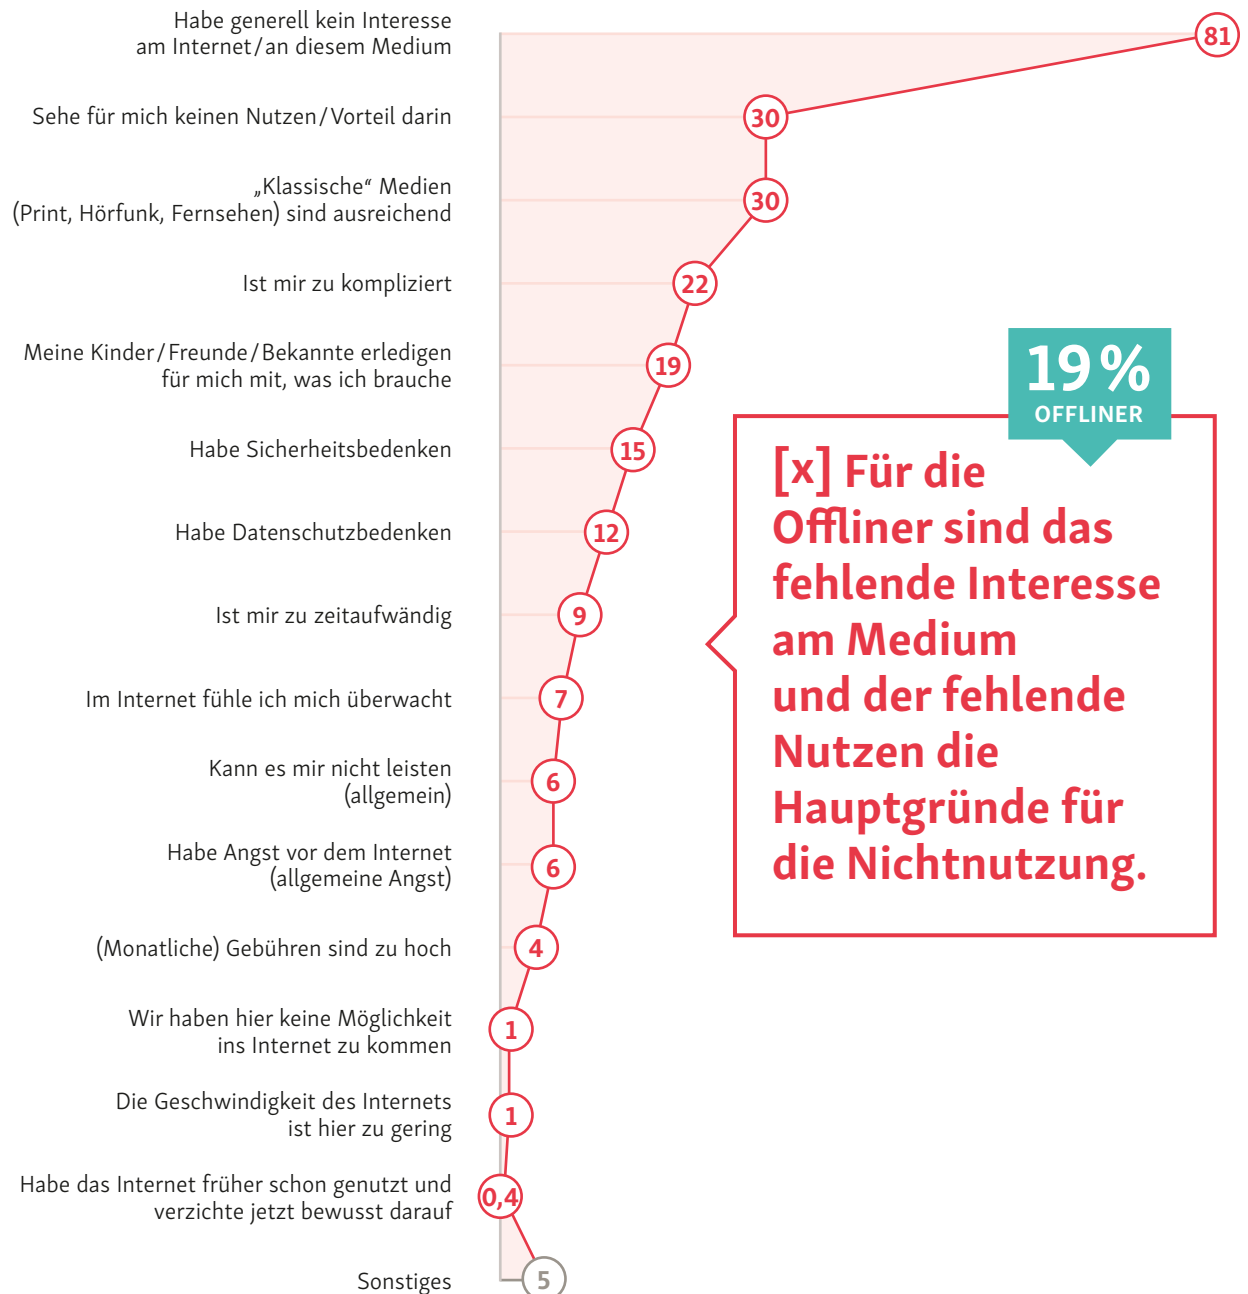 Habe generell kein Interesse
am Internet/an diesem Medium
81
Sehe für mich keinen Nutzen/Vorteil darin
30
„Klassische“ Medien
(Print, Hörfunk, Fernsehen) sind ausreichend
30
Ist mir zu kompliziert
22
Meine Kinder/Freunde/Bekannte erledigen
für mich mit, was ich brauche
19
Habe Sicherheitsbedenken
15
Habe Datenschutzbedenken
12
Ist mir zu zeitaufwändig
9
Im Internet fühle ich mich überwacht
7
Kann es mir nicht leisten
(allgemein)
6
Habe Angst vor dem Internet
(allgemeine Angst)
6
(Monatliche) Gebühren sind zu hoch
4
Wir haben hier keine Möglichkeit
ins Internet zu kommen
1
Die Geschwindigkeit des Internets
ist hier zu gering
1
Habe das Internet früher schon genutzt und
verzichte jetzt bewusst darauf
0,4
Sonstiges
5
19 %
OFFLINER
[x] Für die
Offliner sind das
fehlende Interesse
am Medium
und der fehlende
Nutzen die
Hauptgründe für
die Nichtnutzung.